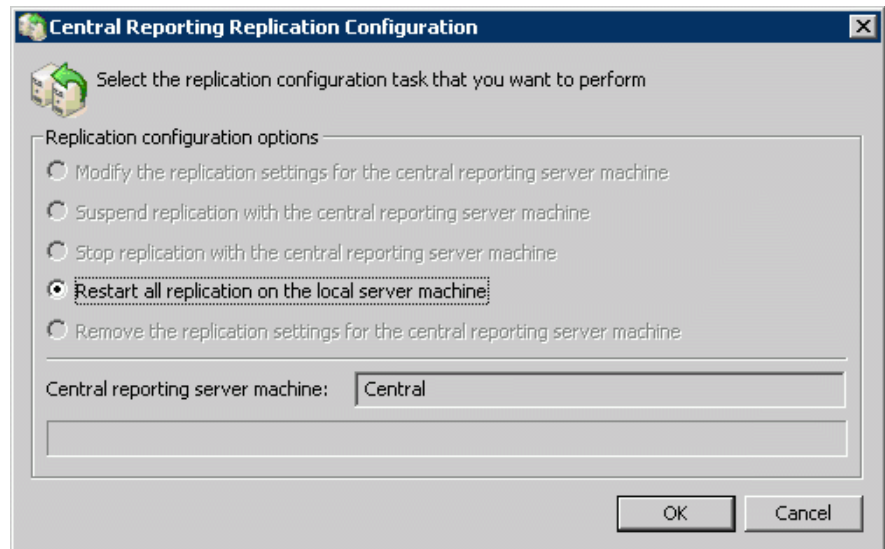 Central Reporting Replication Configuration
Select the replication configuration task that you want to perform
Replication configuration options
Modify the replication settings for the central reporting server machine
Suspend replication with the central reporting server machine
Stop replication with the central reporting server machine
Restart all replication on the local server machine
Remove the replication settings for the central reporting server machine
Central reporting server machine: Central
OK Cancel